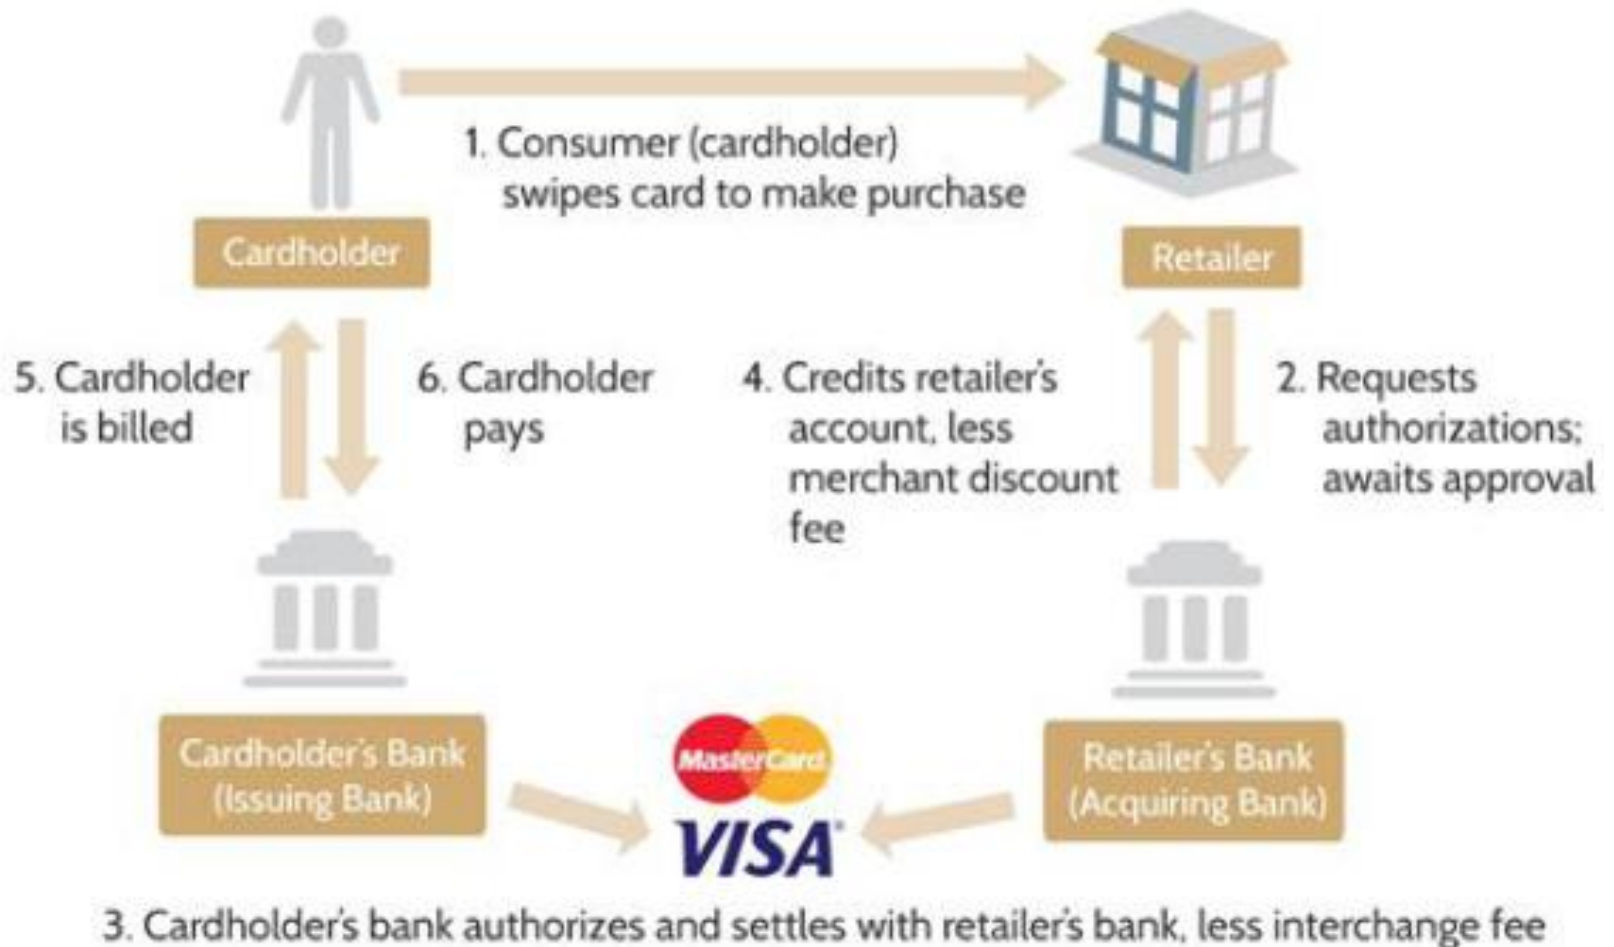 1. Consumer (cardholder)
swipes card to make purchase
Cardholder
Retailer
5. Cardholder
is billed
6. Cardholder
pays
4. Credits retailer's
account, less
merchant discount
fee
2. Requests
authorizations;
awaits approval
Cardholder's Bank
(Issuing Bank)
MasterCard
VISA
Retailer's Bank
(Acquiring Bank)
3. Cardholder's bank authorizes and settles with retailer's bank, less interchange fee